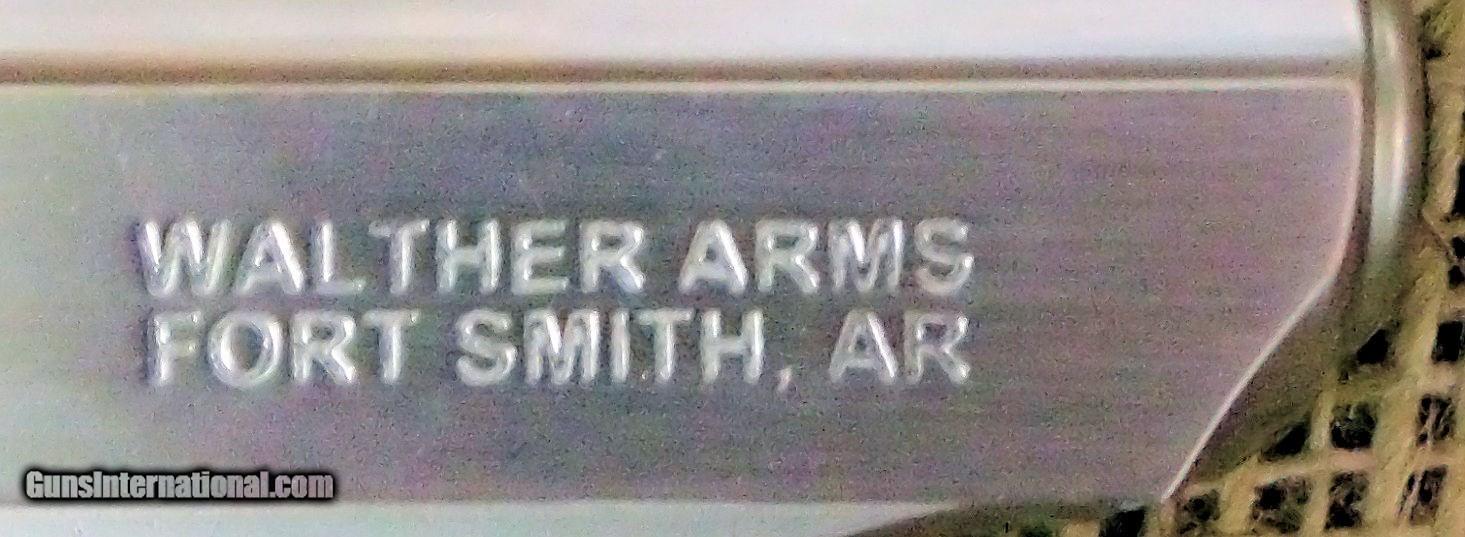 WALTHER ARMS
FORT SMITH, AR
GunsInternational.com